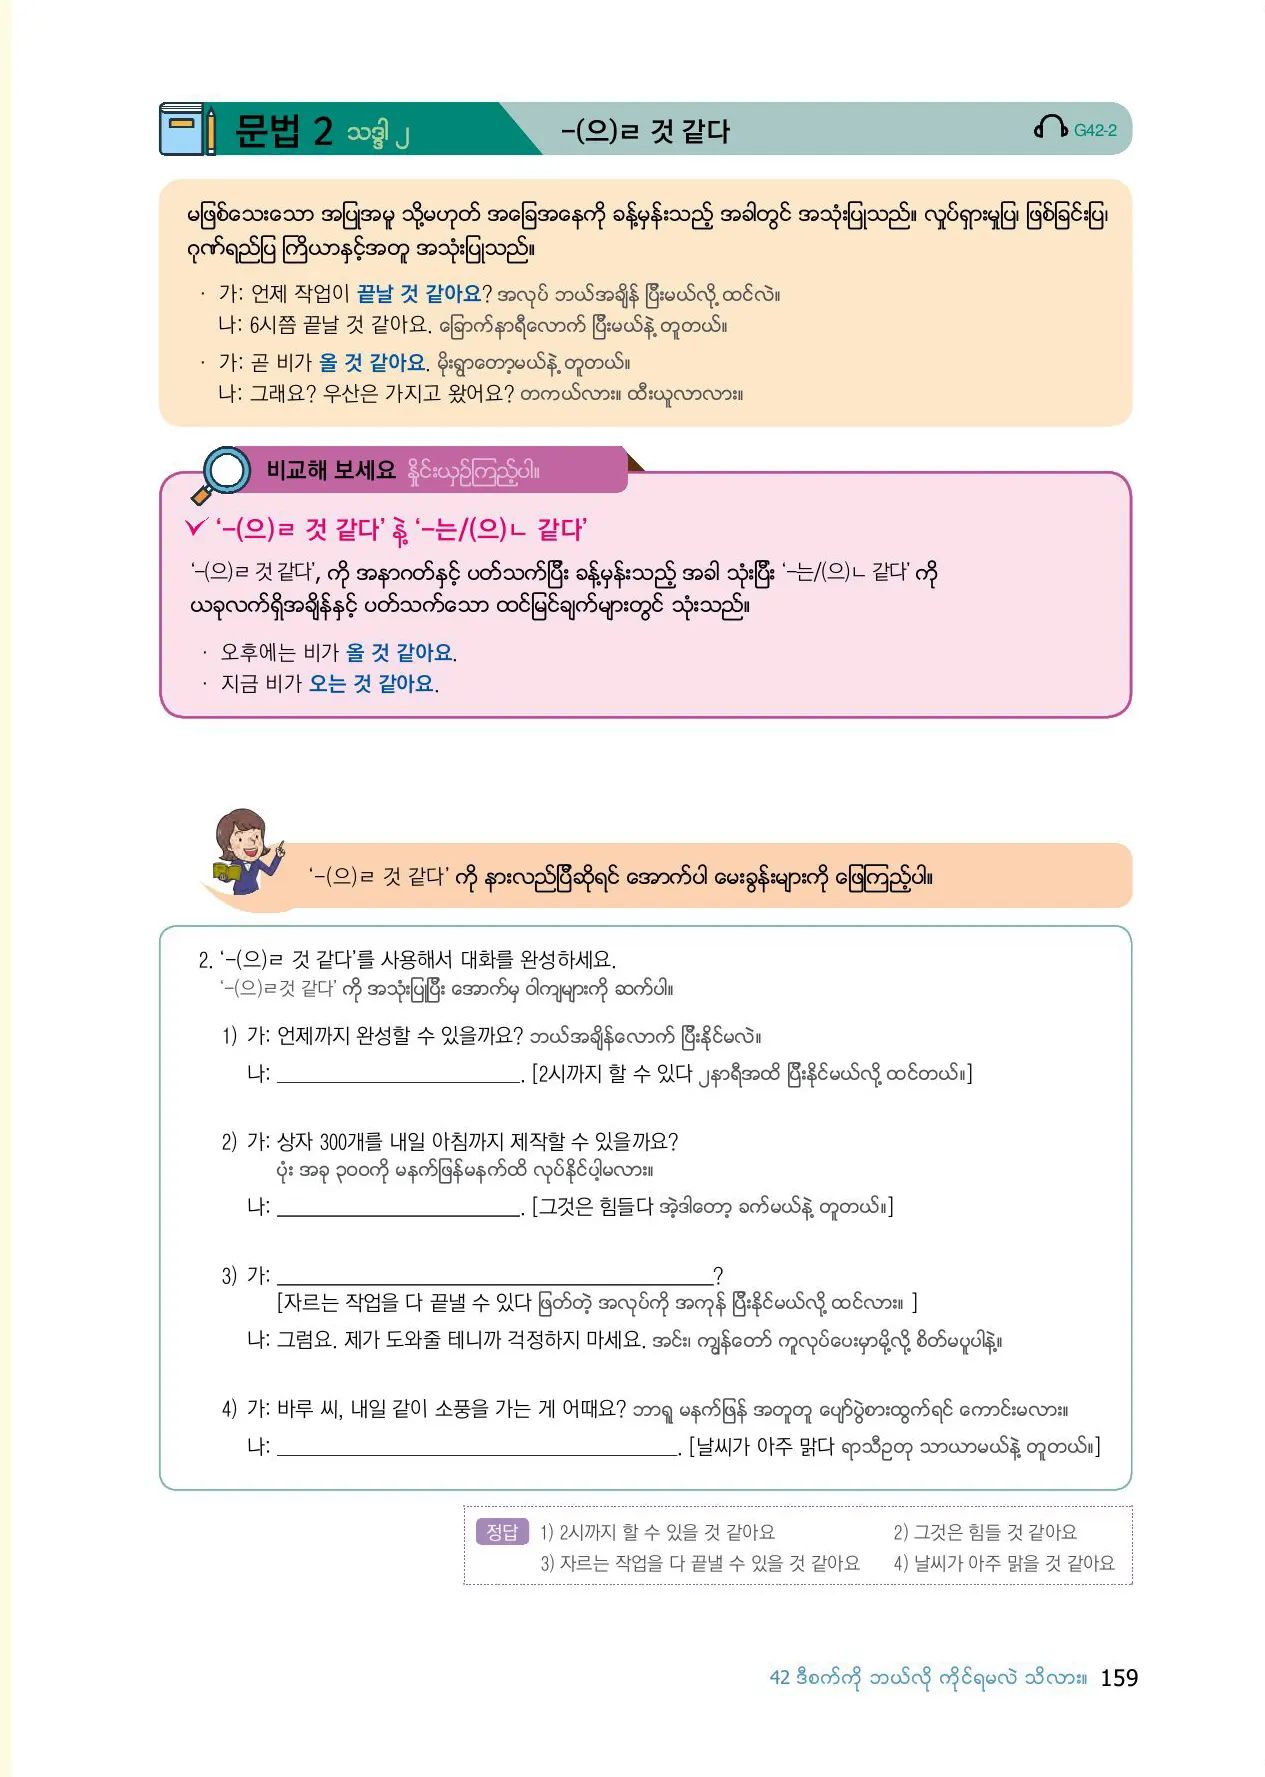 문법 2 သဒ္ဒါ ၂
-(으)ㄹ 것 같다
G42-2
မဖြစ်သေးသော အပြုအမူ သို့မဟုတ် အခြေအနေကို ခန့်မှန်းသည့် အခါတွင် အသုံးပြုသည်။ လှုပ်ရှားမှုပြ၊ ဖြစ်ခြင်းပြ၊
ဂုဏ်ရည်ပြ ကြိယာနှင့်အတူ အသုံးပြုသည်။
· 가: 언제 작업이 끝날 것 같아요? အလုပ် ဘယ်အချိန် ပြီးမယ်လို့ ထင်လဲ။
나: 6시쯤 끝날 것 같아요. ခြောက်နာရီလောက် ပြီးမယ်နဲ့ တူတယ်။
· 가: 곧 비가 올 것 같아요. မိုးရွာတော့မယ်နဲ့ တူတယ်။
나: 그래요? 우산은 가지고 왔어요? တကယ်လား။ ထီးယူလာလား။
비교해 보세요 နှိုင်းယှဉ်ကြည့်ပါ။
‘-(으)ㄹ 것 같다’ နဲ့ ‘-는/(으)ㄴ 같다’
‘-(으)ㄹ 것 같다’, ကို အနာဂတ်နှင့် ပတ်သက်ပြီး ခန့်မှန်းသည့် အခါ သုံးပြီး ‘-는/(으)ㄴ 같다’ ကို
ယခုလက်ရှိအချိန်နှင့် ပတ်သက်သော ထင်မြင်ချက်များတွင် သုံးသည်။
· 오후에는 비가 올 것 같아요.
· 지금 비가 오는 것 같아요.
‘-(으)ㄹ 것 같다’ ကို နားလည်ပြီဆိုရင် အောက်ပါ မေးခွန်းများကို ဖြေကြည့်ပါ။
2. ‘-(으)ㄹ 것 같다’를 사용해서 대화를 완성하세요.
‘-(으)ㄹ것 같다’ ကို အသုံးပြုပြီး အောက်မှ ဝါကျများကို ဆက်ပါ။
1) 가: 언제까지 완성할 수 있을까요? ဘယ်အချိန်လောက် ပြီးနိုင်မလဲ။
나: ______________________. [2시까지 할 수 있다 ၂နာရီအထိ ပြီးနိုင်မယ်လို့ ထင်တယ်။]
2) 가: 상자 300개를 내일 아침까지 제작할 수 있을까요?
ပုံး အခု ၃၀၀ကို မနက်ဖြန်မနက်ထိ လုပ်နိုင်ပါ့မလား။
나: ______________________. [그것은 힘들다 အဲ့ဒါတော့ ခက်မယ်နဲ့ တူတယ်။]
3) 가: ________________________________________?
[자르는 작업을 다 끝낼 수 있다 ဖြတ်တဲ့ အလုပ်ကို အကုန် ပြီးနိုင်မယ်လို့ ထင်လား။ ]
나: 그럼요. 제가 도와줄 테니까 걱정하지 마세요. အင်း၊ ကျွန်တော် ကူလုပ်ပေးမှာမို့လို့ စိတ်မပူပါနဲ့။
4) 가: 바루 씨, 내일 같이 소풍을 가는 게 어때요? ဘာရူ မနက်ဖြန် အတူတူ ပျော်ပွဲစားထွက်ရင် ကောင်းမလား။
나: _____________________________________. [날씨가 아주 맑다 ရာသီဥတု သာယာမယ်နဲ့ တူတယ်။]
정답 1) 2시까지 할 수 있을 것 같아요 2) 그것은 힘들 것 같아요
3) 자르는 작업을 다 끝낼 수 있을 것 같아요 4) 날씨가 아주 맑을 것 같아요
42 ဒီစက်ကို ဘယ်လို ကိုင်ရမလဲ သိလား။ 159